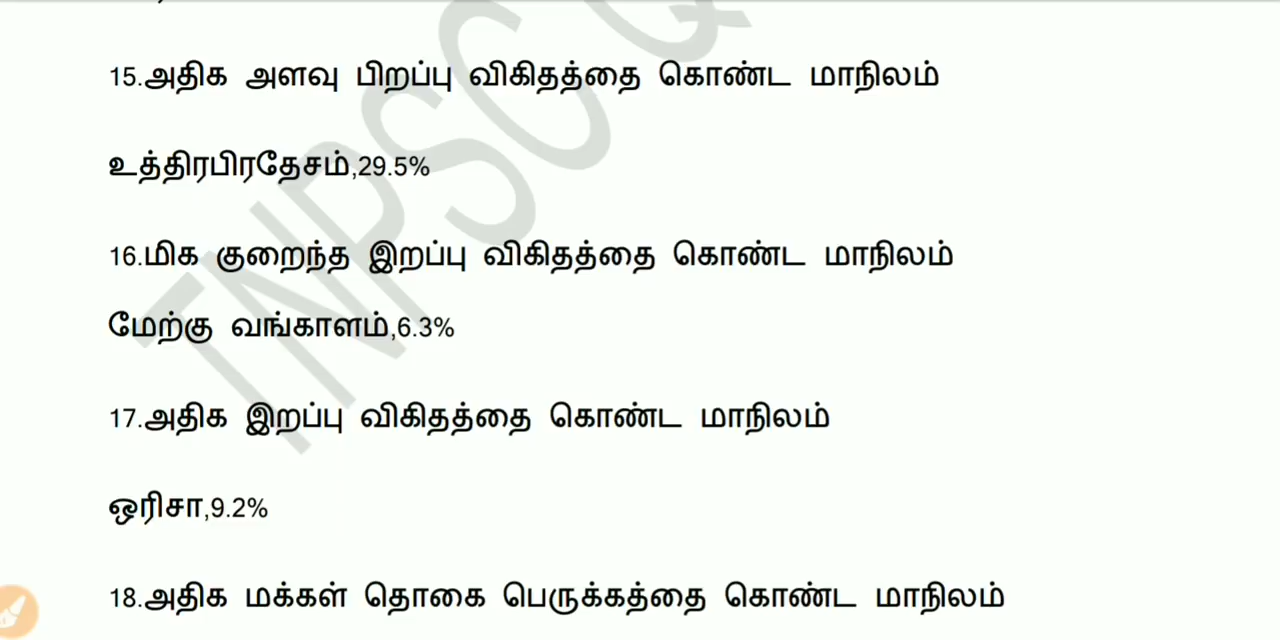 15.அதிக அளவு பிறப்பு விகிதத்தை கொண்ட மாநிலம்
உத்திரபிரதேசம்,29.5%
16.மிக குறைந்த இறப்பு விகிதத்தை கொண்ட மாநிலம்
மேற்கு வங்காளம்,6.3%
17.அதிக இறப்பு விகிதத்தை கொண்ட மாநிலம்
ஒரிசா,9.2%
18.அதிக மக்கள் தொகை பெருக்கத்தை கொண்ட மாநிலம்
TNPSC